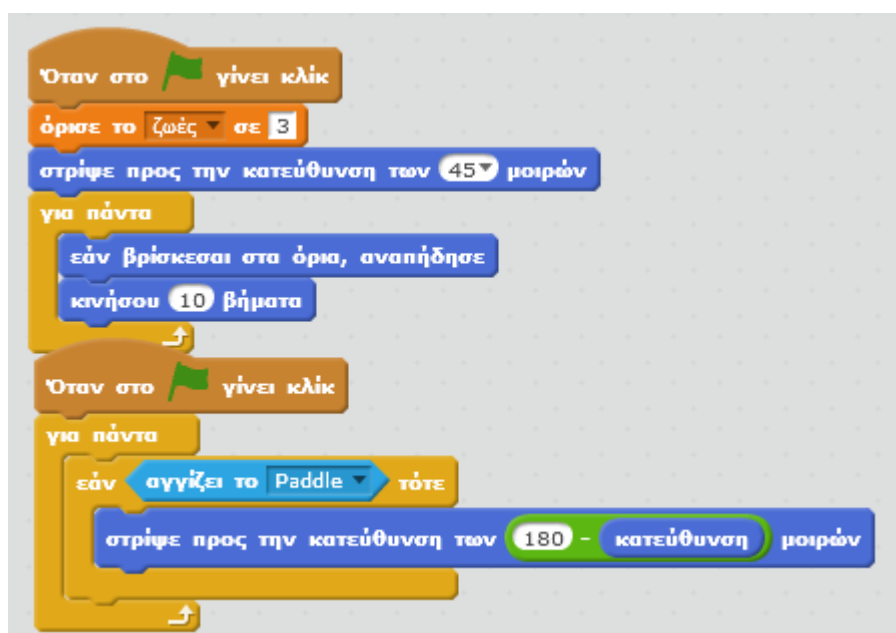 Όταν στο γίνει κλικ
όρισε το ζωές σε 3
στρίψε προς την κατεύθυνση των 45 μοιρών
για πάντα
εάν βρίσκεσαι στα όρια, αναπήδησε
κινήσου 10 βήματα
Όταν στο γίνει κλικ
για πάντα
εάν αγγίζει το Paddle τότε
στρίψε προς την κατεύθυνση των 180 - κατεύθυνση μοιρών